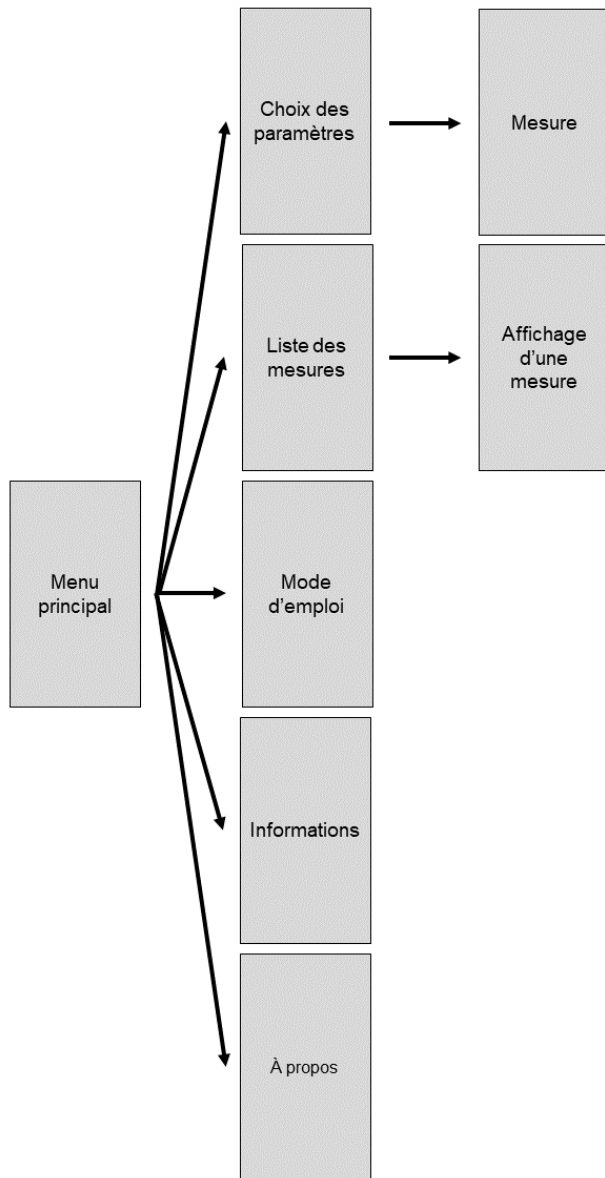 Choix des
paramètres
Mesure
Liste des
mesures
Affichage
d'une
mesure
Menu
principal
Mode
d'emploi
Informations
À propos